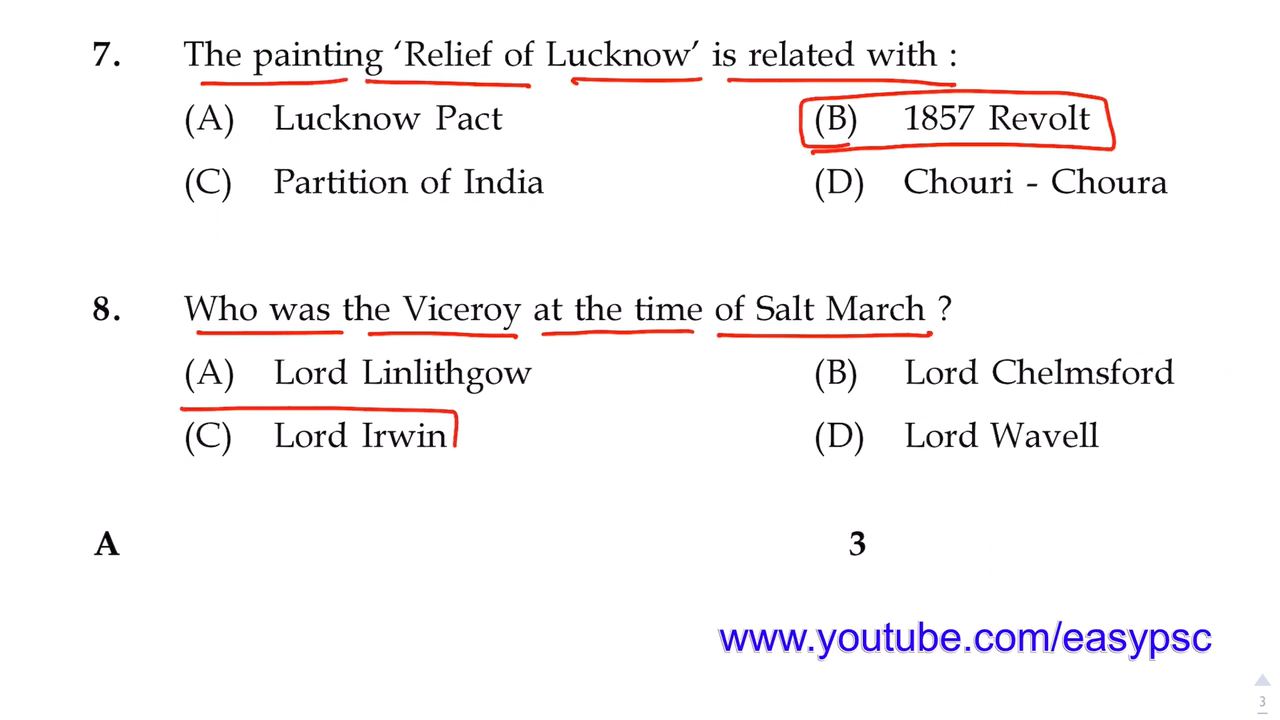 7. The painting ‘Relief of Lucknow’ is related with :
(A) Lucknow Pact (B) 1857 Revolt
(C) Partition of India (D) Chouri - Choura
8. Who was the Viceroy at the time of Salt March ?
(A) Lord Linlithgow (B) Lord Chelmsford
(C) Lord Irwin (D) Lord Wavell
A 3
www.youtube.com/easypsc
3